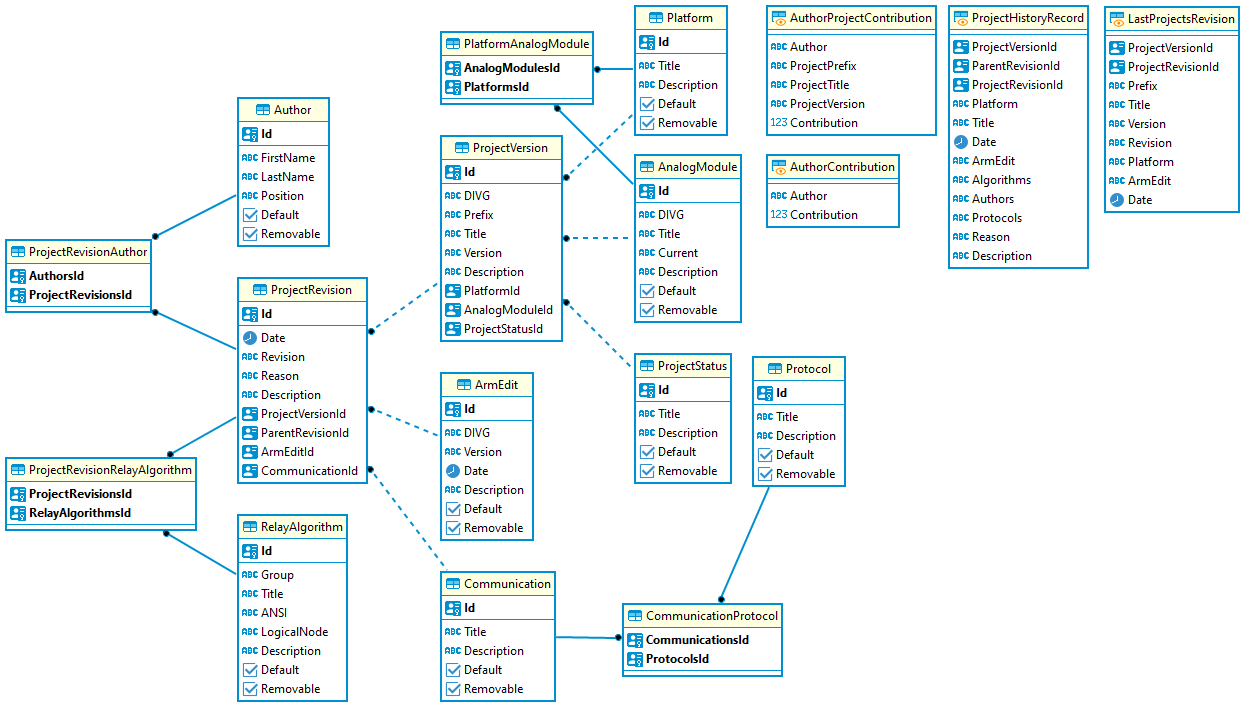 Platform
Id
ABC Title
ABC Description
Default
Removable
AuthorProjectContribution
ABC Author
ABC ProjectPrefix
ABC ProjectTitle
ABC ProjectVersion
123 Contribution
ProjectHistoryRecord
ProjectVersionId
ParentRevisionId
ProjectRevisionId
ABC Platform
ABC Title
Date
ABC ArmEdit
ABC Algorithms
ABC Authors
ABC Protocols
ABC Reason
ABC Description
LastProjectsRevision
ProjectVersionId
ProjectRevisionId
ABC Prefix
ABC Title
ABC Version
ABC Revision
ABC Platform
ABC ArmEdit
Date
PlatformAnalogModule
AnalogModulesId
PlatformsId
Author
Id
ABC FirstName
ABC LastName
ABC Position
Default
Removable
ProjectVersion
Id
ABC DIVG
ABC Prefix
ABC Title
ABC Version
ABC Description
PlatformId
AnalogModuleId
ProjectStatusId
AnalogModule
Id
ABC DIVG
ABC Title
ABC Current
ABC Description
Default
Removable
AuthorContribution
ABC Author
123 Contribution
ProjectRevisionAuthor
AuthorsId
ProjectRevisionsId
ProjectRevision
Id
Date
ABC Revision
ABC Reason
ABC Description
ProjectVersionId
ParentRevisionId
ArmEditId
CommunicationId
ArmEdit
Id
ABC DIVG
ABC Version
Date
ABC Description
Default
Removable
ProjectStatus
Id
ABC Title
ABC Description
Default
Removable
Protocol
Id
ABC Title
ABC Description
Default
Removable
ProjectRevisionRelayAlgorithm
ProjectRevisionsId
RelayAlgorithmsId
RelayAlgorithm
Id
ABC Group
ABC Title
ABC ANSI
ABC LogicalNode
ABC Description
Default
Removable
Communication
Id
ABC Title
ABC Description
Default
Removable
CommunicationProtocol
CommunicationsId
ProtocolsId